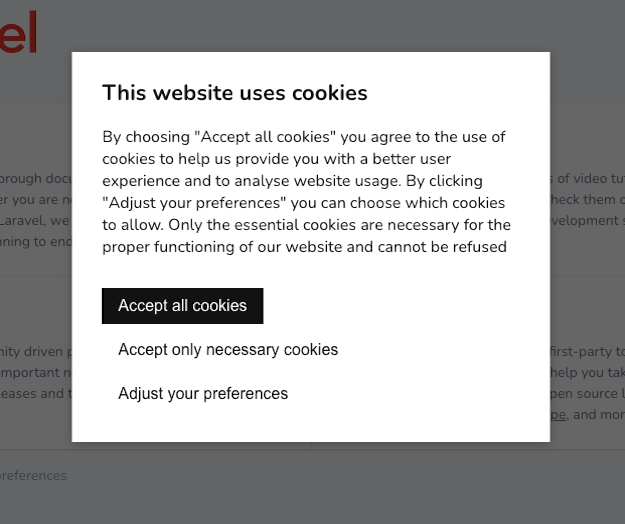 el
This website uses cookies
By choosing "Accept all cookies" you agree to the use of
cookies to help us provide you with a better user
experience and to analyse website usage. By clicking
"Adjust your preferences" you can choose which cookies
to allow. Only the essential cookies are necessary for the
proper functioning of our website and cannot be refused
Accept all cookies
Accept only necessary cookies
Adjust your preferences
orough docu
s of video tu
er you are n
heck them o
Laravel, we
velopment s
ning to end
nity driven p
first-party to
important n
help you tak
eases and t
pen source l
pe, and mor
preferences